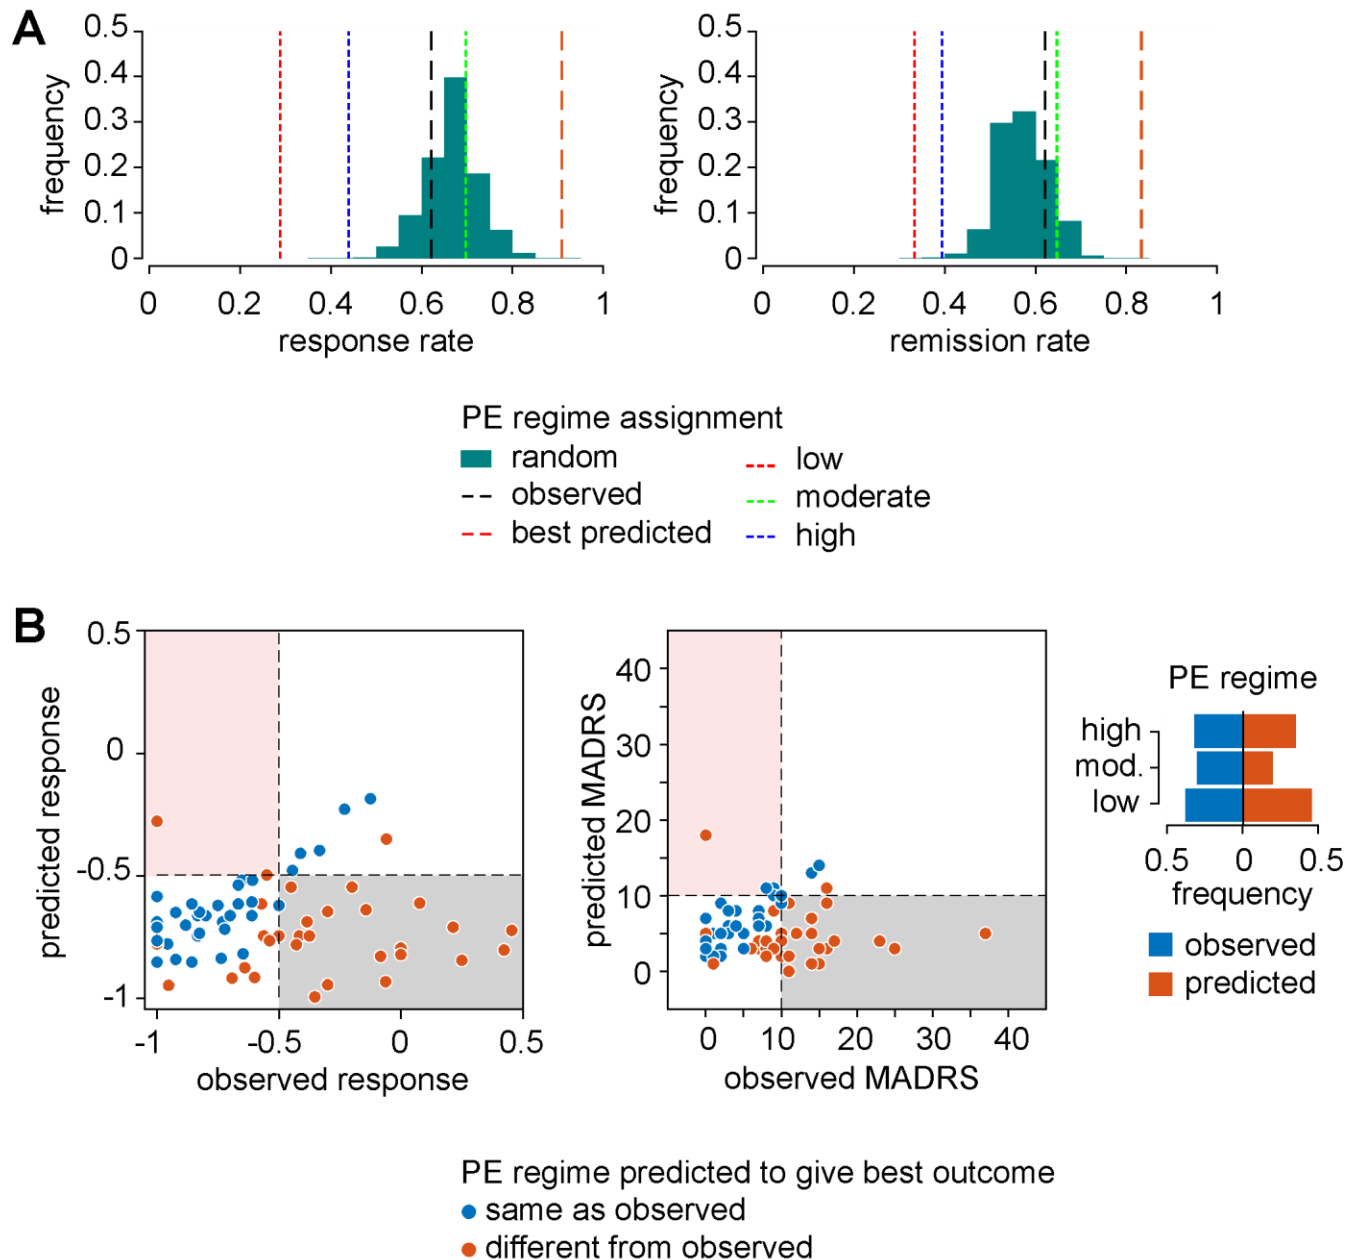 A
0.5
0.4
0.3
0.2
0.1
0
frequency
0 0.2 0.4 0.6 0.8 1
response rate
0.5
0.4
0.3
0.2
0.1
0
frequency
0 0.2 0.4 0.6 0.8 1
remission rate
PE regime assignment
random
observed
best predicted
low
moderate
high
B
0.5
0
-0.5
-1
predicted response
-1 -0.5 0 0.5
observed response
40
30
20
10
0
predicted MADRS
0 10 20 30 40
observed MADRS
PE regime
high
mod.
low
0.5 0 0.5
frequency
observed
predicted
PE regime predicted to give best outcome
same as observed
different from observed